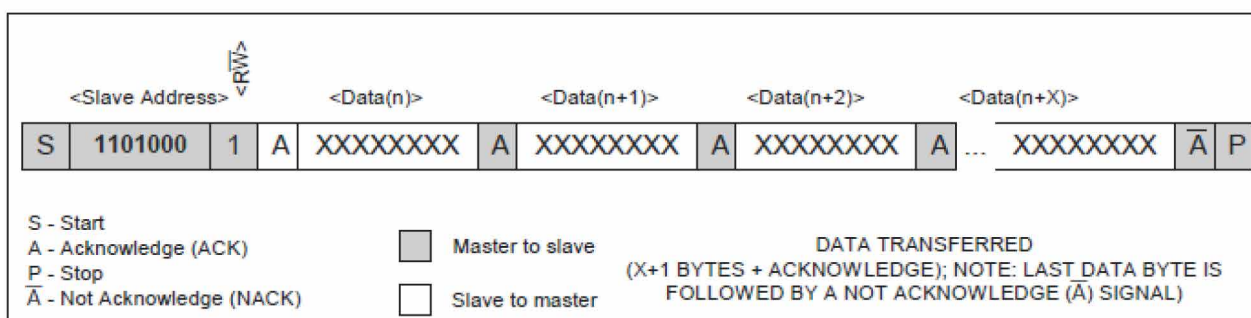 <RW̅>
<Slave Address> <Data(n)> <Data(n+1)> <Data(n+2)> <Data(n+X)>
S 1101000 1 A XXXXXXXX A XXXXXXXX A XXXXXXXX A ... XXXXXXXX A̅ P
S - Start
A - Acknowledge (ACK)
P - Stop
A̅ - Not Acknowledge (NACK)
Master to slave
Slave to master
DATA TRANSFERRED
(X+1 BYTES + ACKNOWLEDGE); NOTE: LAST DATA BYTE IS
FOLLOWED BY A NOT ACKNOWLEDGE (A̅) SIGNAL)